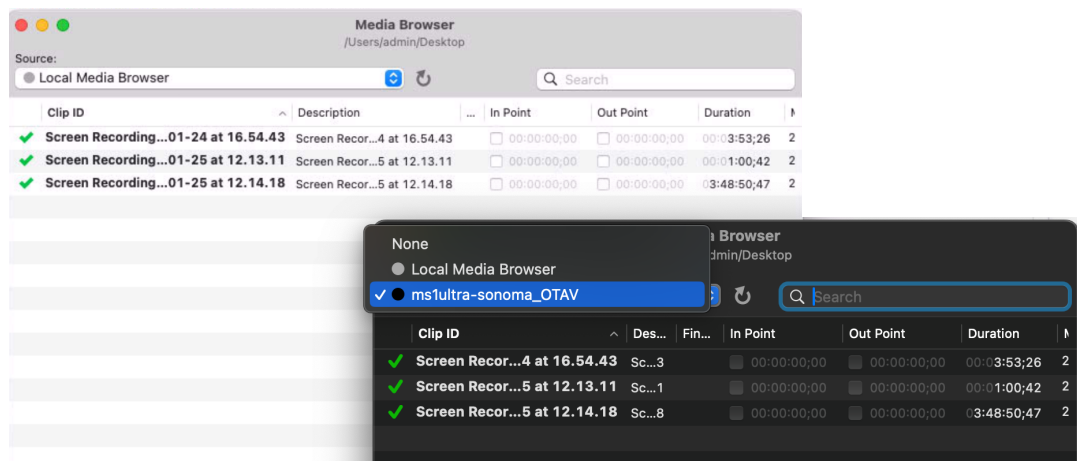 Media Browser
/Users/admin/Desktop
Source:
Local Media Browser
Search
Clip ID Description ... In Point Out Point Duration
Screen Recording...01-24 at 16.54.43 Screen Recor...4 at 16.54.43 00:00:00;00 00:00:00;00 00:03:53;26 2
Screen Recording...01-25 at 12.13.11 Screen Recor...5 at 12.13.11 00:00:00;00 00:00:00;00 00:01:00;42 2
Screen Recording...01-25 at 12.14.18 Screen Recor...5 at 12.14.18 00:00:00;00 00:00:00;00 03:48:50;47 2
Browser
dmin/Desktop
None
Local Media Browser
ms1ultra-sonoma_OTAV
Search
Clip ID Des... Fin... In Point Out Point Duration
Screen Recor...4 at 16.54.43 Sc...3 00:00:00;00 00:00:00;00 00:03:53;26 2
Screen Recor...5 at 12.13.11 Sc...1 00:00:00;00 00:00:00;00 00:01:00;42 2
Screen Recor...5 at 12.14.18 Sc...8 00:00:00;00 00:00:00;00 03:48:50;47 2